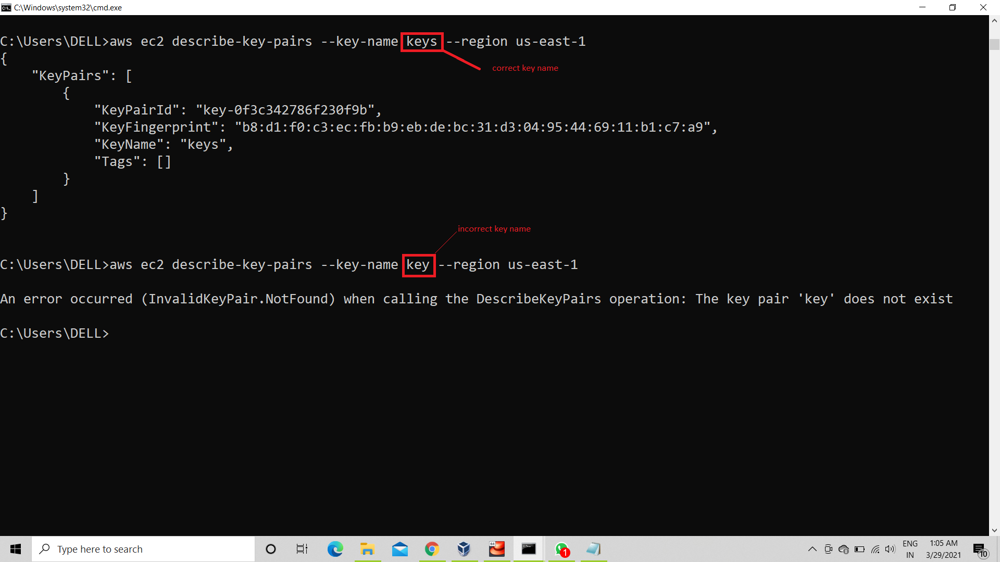 C:\Windows\system32\cmd.exe
C:\Users\DELL>aws ec2 describe-key-pairs --key-name keys --region us-east-1
{
correct key name
"KeyPairs": [
{
"KeyPairId": "key-0f3c342786f230f9b",
"KeyFingerprint": "b8:d1:f0:c3:ec:fb:b9:eb:de:bc:31:d3:04:95:44:69:11:b1:c7:a9",
"KeyName": "keys",
"Tags": []
}
]
}
incorrect key name
C:\Users\DELL>aws ec2 describe-key-pairs --key-name key --region us-east-1
An error occurred (InvalidKeyPair.NotFound) when calling the DescribeKeyPairs operation: The key pair 'key' does not exist
C:\Users\DELL>
Type here to search
64
1
ENG
IN
1:05 AM
3/29/2021
10